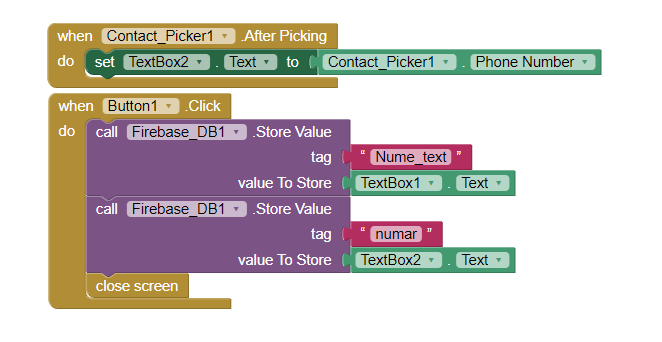 when Contact_Picker1 .After Picking
do set TextBox2 . Text to Contact_Picker1 . Phone Number
when Button1 .Click
do call Firebase_DB1 .Store Value
tag “ Nume_text ”
value To Store TextBox1 . Text
call Firebase_DB1 .Store Value
tag “ numar ”
value To Store TextBox2 . Text
close screen